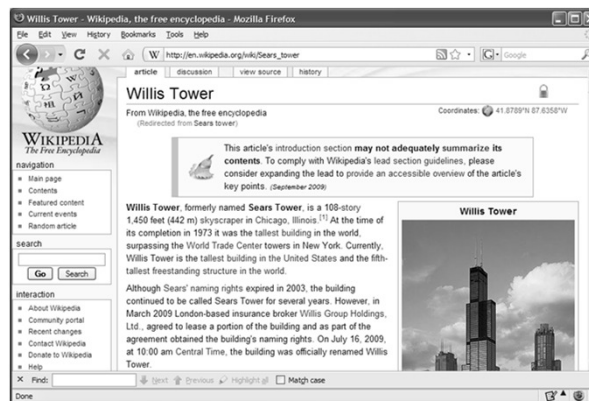 Willis Tower - Wikipedia, the free encyclopedia - Mozilla Firefox
File Edit View History Bookmarks Tools Help
W http://en.wikipedia.org/wiki/Sears_tower
G Google
article discussion view source history
Willis Tower
From Wikipedia, the free encyclopedia
(Redirected from Sears tower)
Coordinates: 41.8789°N 87.6358°W
This article's introduction section may not adequately summarize its
contents. To comply with Wikipedia's lead section guidelines, please
consider expanding the lead to provide an accessible overview of the article's
key points. (September 2009)
WIKIPEDIA
The Free Encyclopedia
navigation
Main page
Contents
Featured content
Current events
Random article
search
Go Search
interaction
About Wikipedia
Community portal
Recent changes
Contact Wikipedia
Donate to Wikipedia
Help
Willis Tower, formerly named Sears Tower, is a 108-story
1,450 feet (442 m) skyscraper in Chicago, Illinois.[1] At the time of
its completion in 1973 it was the tallest building in the world,
surpassing the World Trade Center towers in New York. Currently,
Willis Tower is the tallest building in the United States and the fifth-
tallest freestanding structure in the world.
Although Sears' naming rights expired in 2003, the building
continued to be called Sears Tower for several years. However, in
March 2009 London-based insurance broker Willis Group Holdings,
Ltd., agreed to lease a portion of the building and as part of the
agreement obtained the building's naming rights. On July 16, 2009,
at 10:00 am Central Time, the building was officially renamed Willis
Tower.
Willis Tower
Find: Next Previous Highlight all Match case
Done